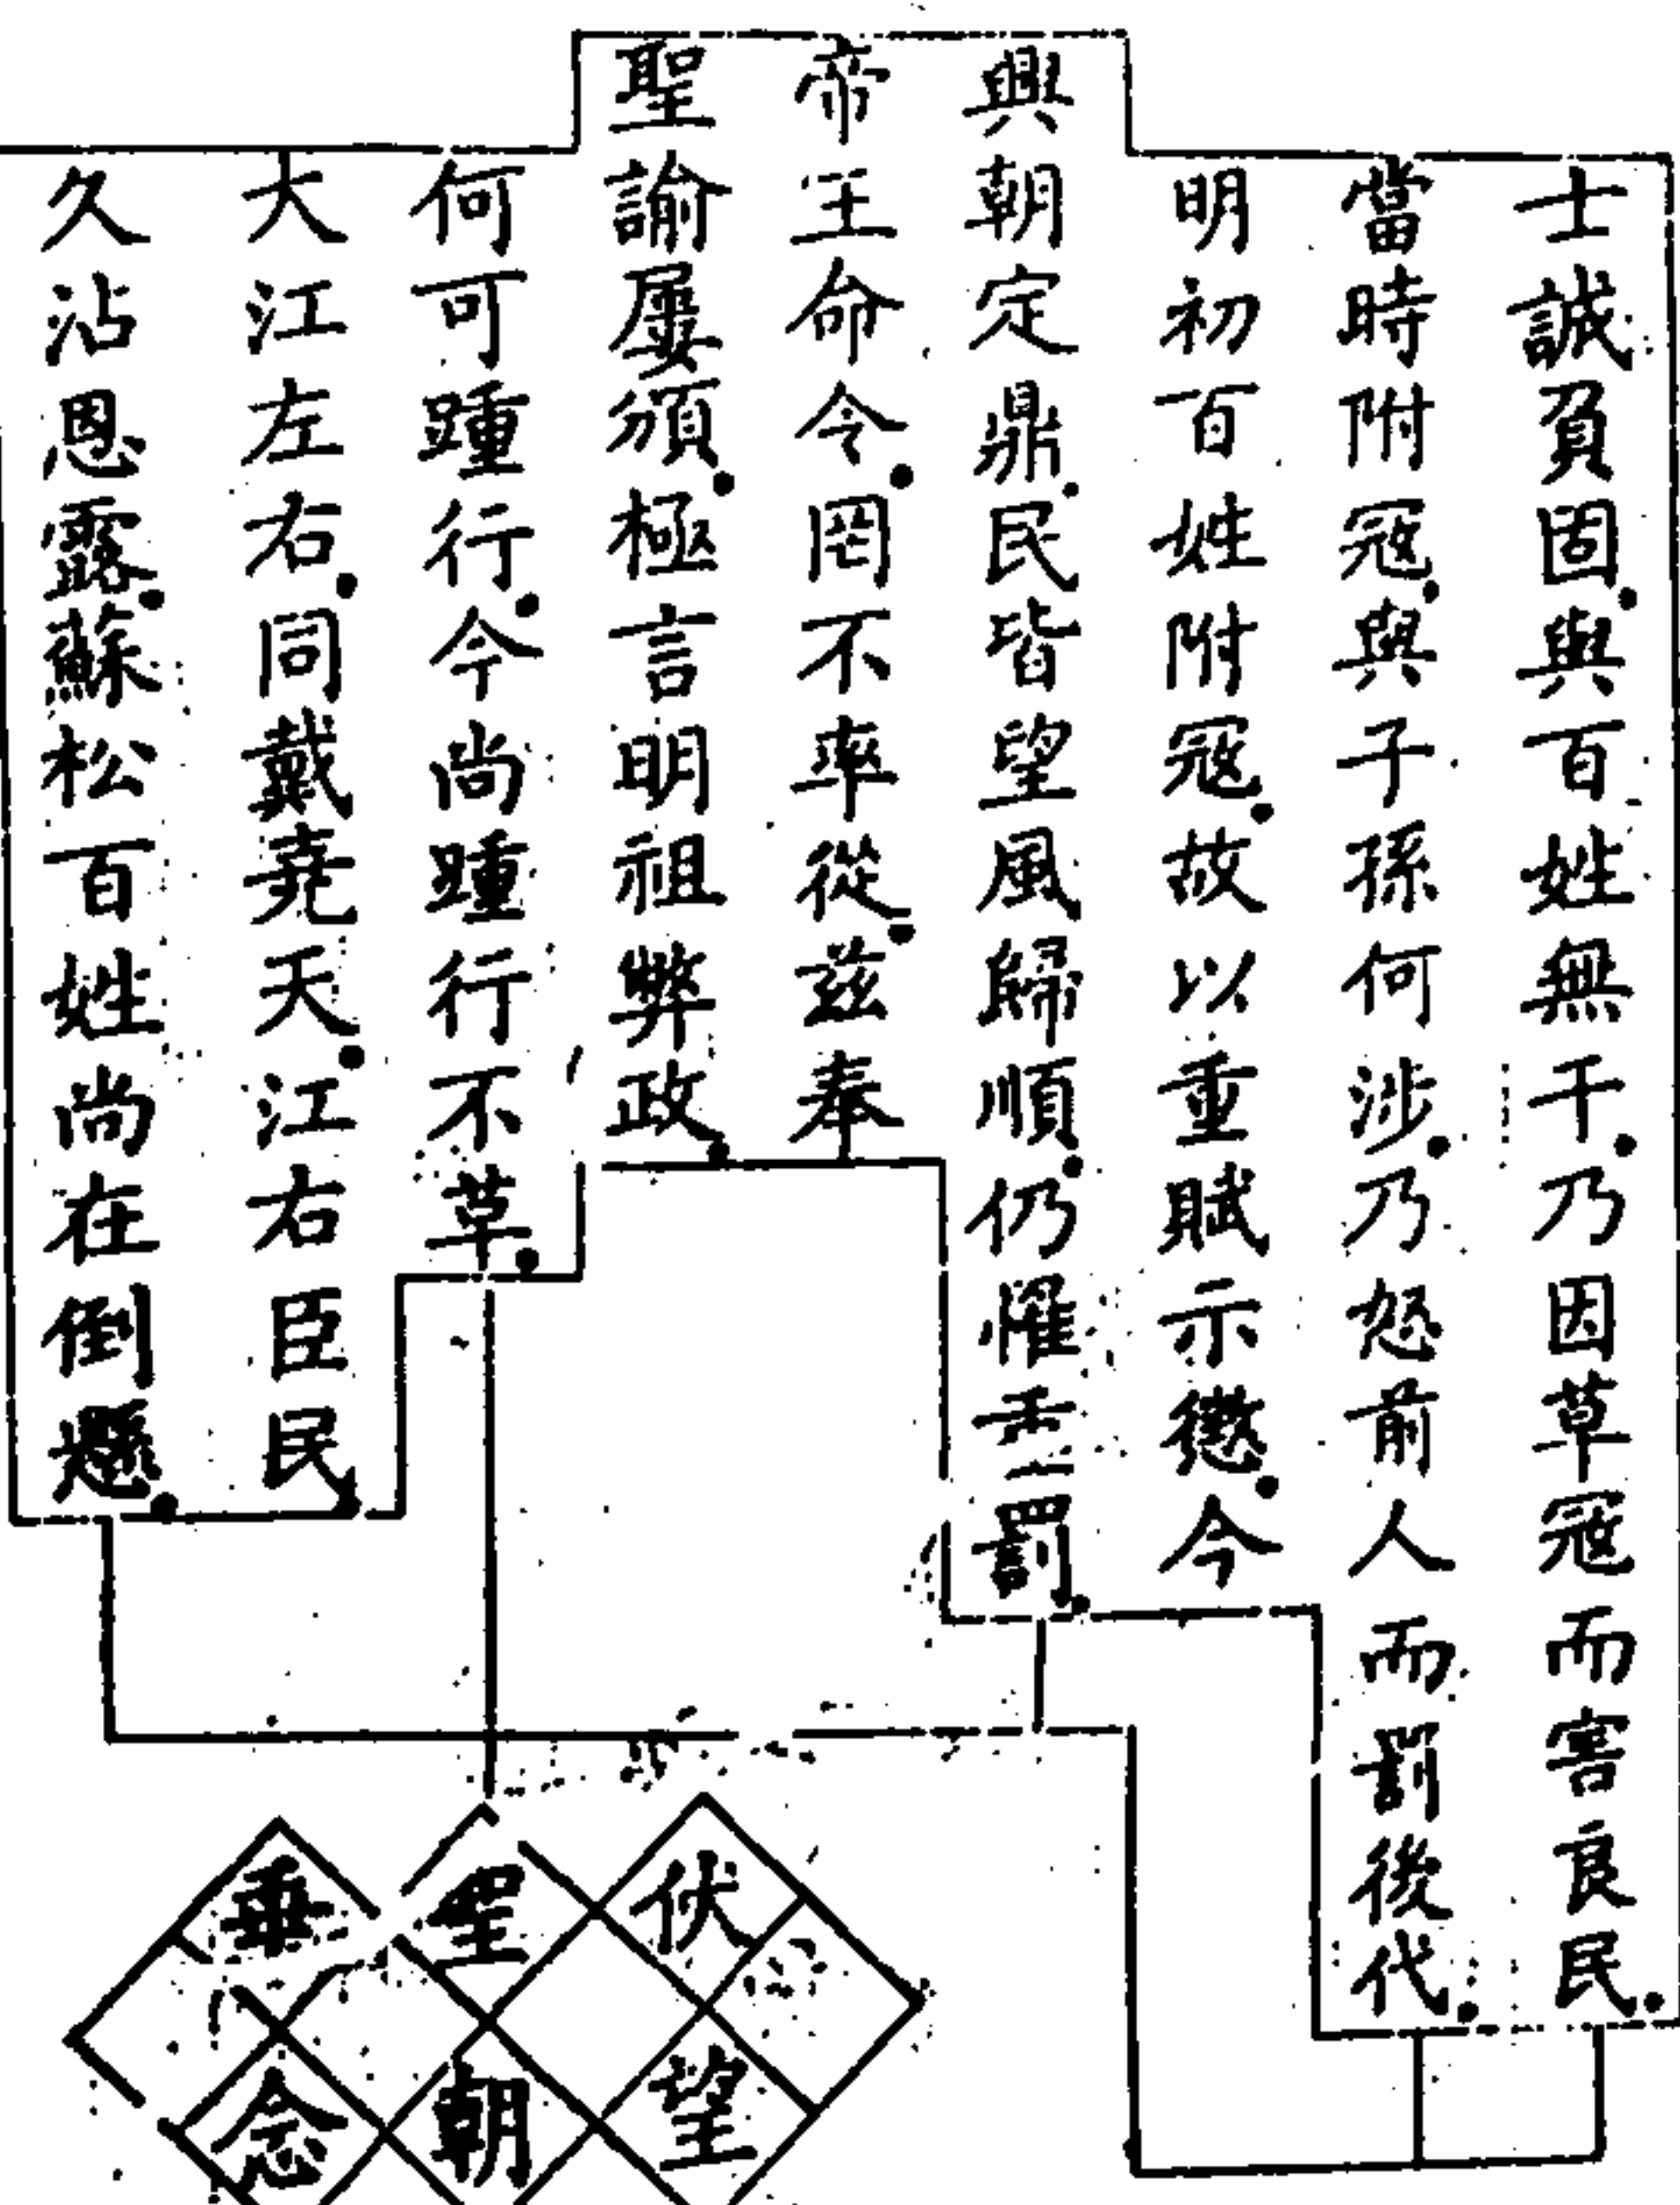 士誠負固與百姓無干乃因草冦而害良民
當時附冦與子孫何涉乃怒前人而罰後代
明初百姓附冦故以重賦示懲今
興朝定鼎民皆望風歸順仍罹重罰
帝王命令罔不率從茲奉
聖諭屢頒極言明祖弊政
何可踵行今尚踵行不革
大江左右同戴堯天江右臣民
久沾恩露蘇松百姓尚在倒懸
伏望
聖朝
垂念